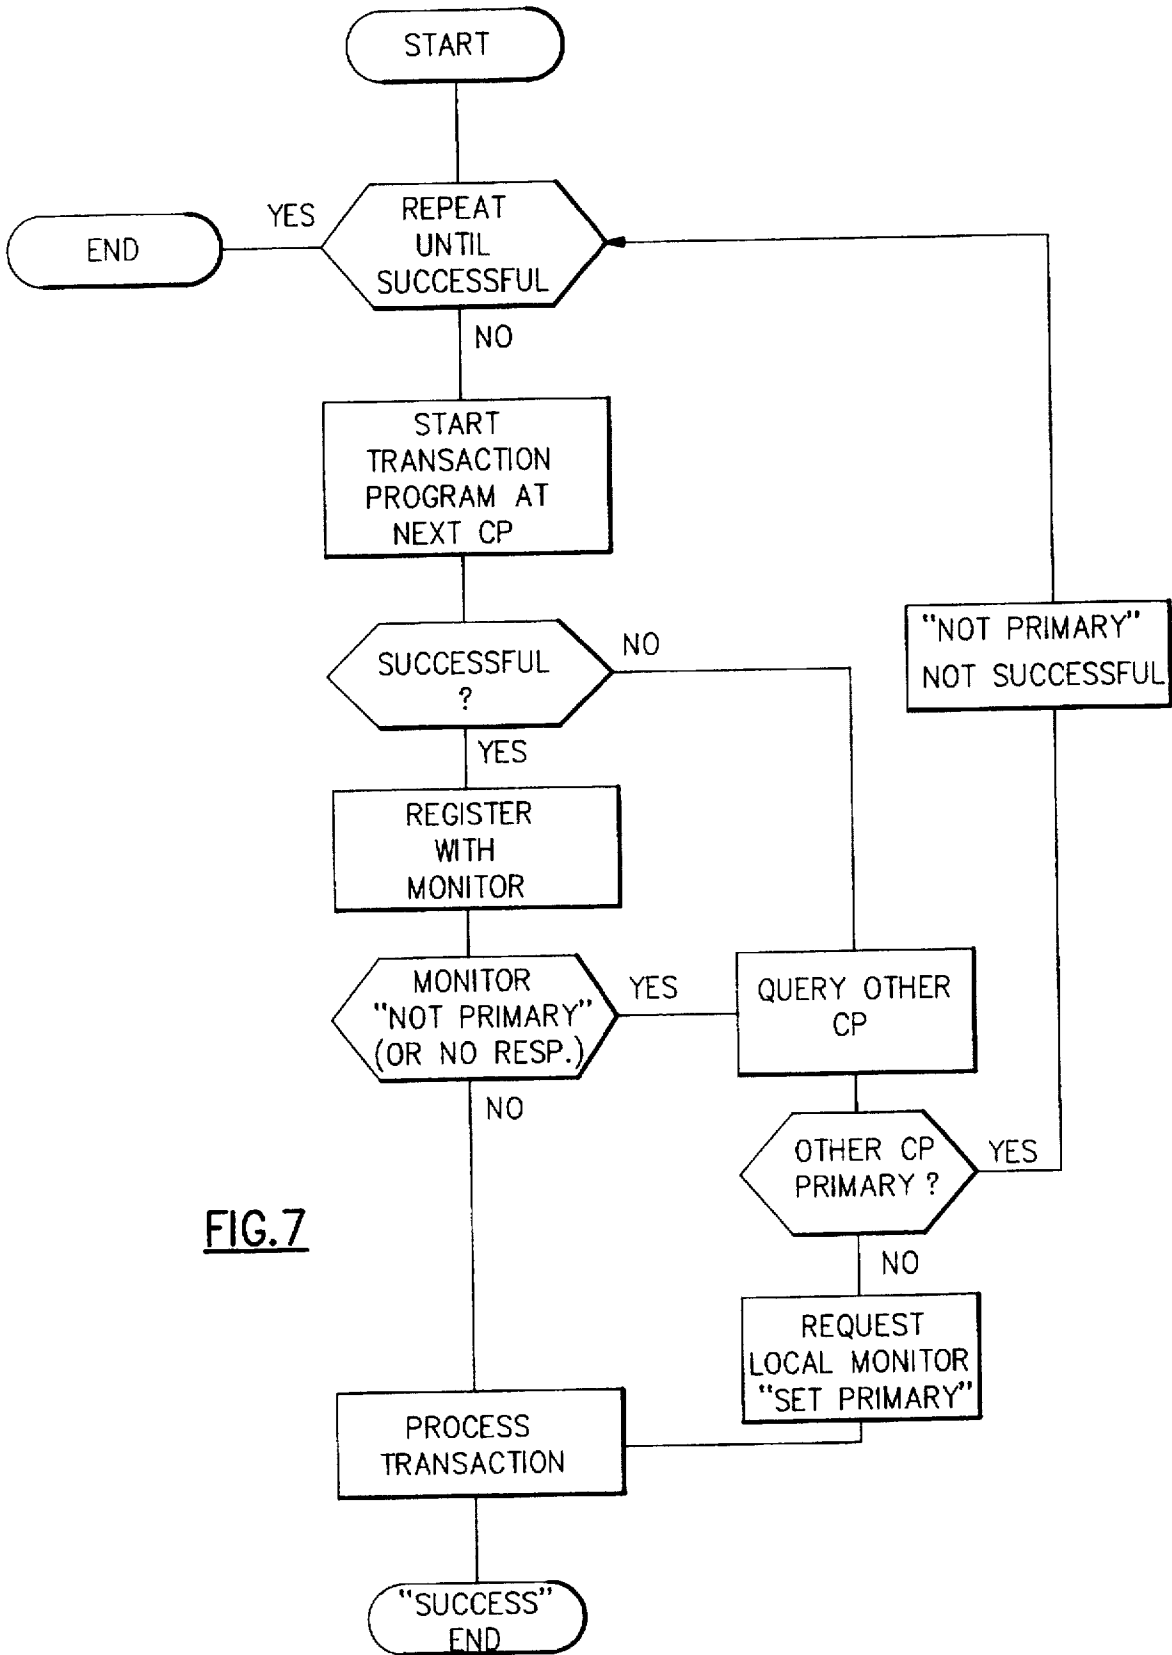 START
YES
REPEAT
UNTIL
SUCCESSFUL
END
NO
START
TRANSACTION
PROGRAM AT
NEXT CP
"NOT PRIMARY"
NOT SUCCESSFUL
SUCCESSFUL
?
NO
YES
REGISTER
WITH
MONITOR
MONITOR
"NOT PRIMARY"
(OR NO RESP.)
YES
QUERY OTHER
CP
NO
OTHER CP
PRIMARY ?
YES
FIG.7
NO
REQUEST
LOCAL MONITOR
"SET PRIMARY"
PROCESS
TRANSACTION
"SUCCESS"
END